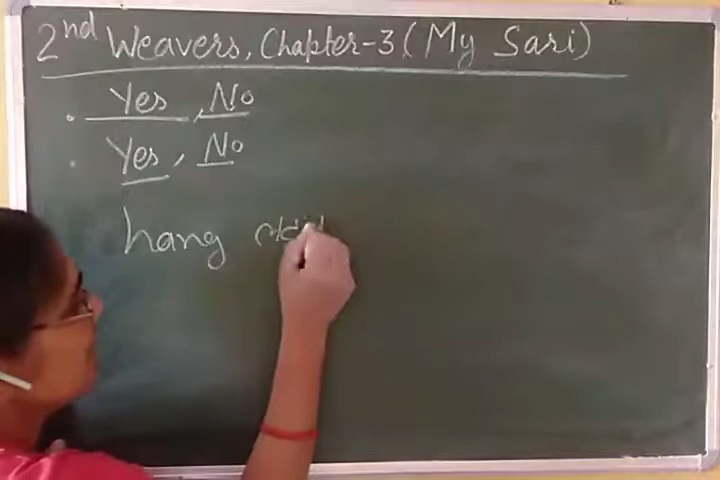 2nd Weavers, Chapter-3 (My Sari)
. Yes, No
. Yes, No
hang